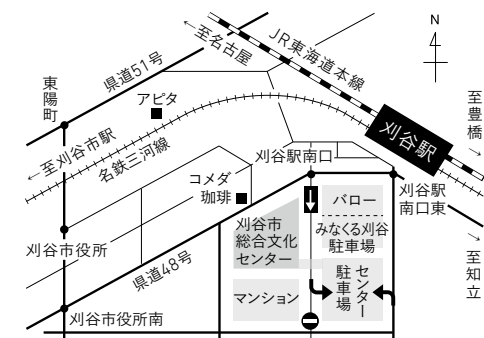 ←至名古屋
JR東海道本線
N
県道51号
東陽町
アピタ
至豊橋→
刈谷駅
←至刈谷市駅
名鉄三河線
刈谷駅南口
コメダ
珈琲
バロー
刈谷駅
南口東
みなくる刈谷
駐車場
刈谷市
総合文化
センター
刈谷市役所
→至知立
県道48号
マンション
センター
駐車場
刈谷市役所南